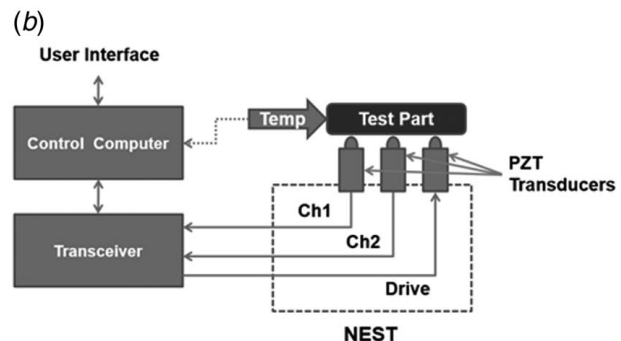 (b)
User Interface
Control Computer
Temp
Test Part
PZT
Transducers
Transceiver
Ch1
Ch2
Drive
NEST